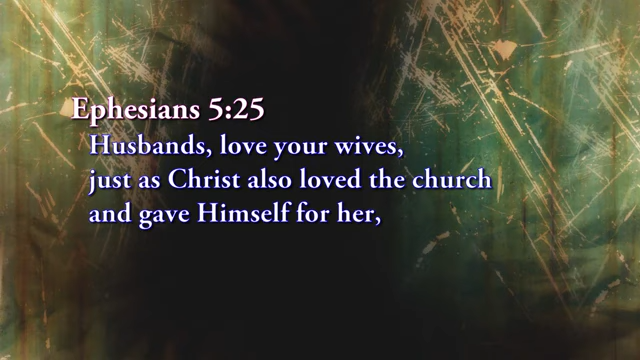 Ephesians 5:25
Husbands, love your wives,
just as Christ also loved the church
and gave Himself for her,